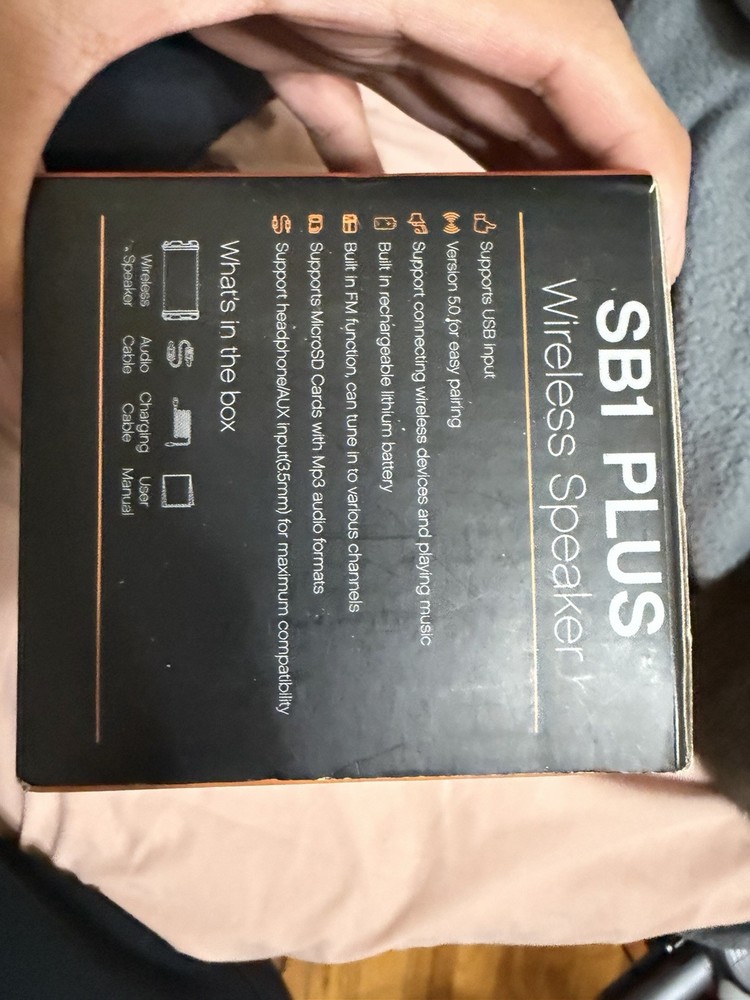 SB1 PLUS
Wireless Speaker
Supports USB input
Version 5.0 for easy pairing
Support connecting wireless devices and playing music
Built in rechargeable lithium battery
Built in FM function, can tune in to various channels
Supports MicroSD Cards with Mp3 audio formats
Support headphone/AUX input(3.5mm) for maximum compatibility
What's in the box
Wireless Speaker
Audio Cable
Charging Cable
User Manual